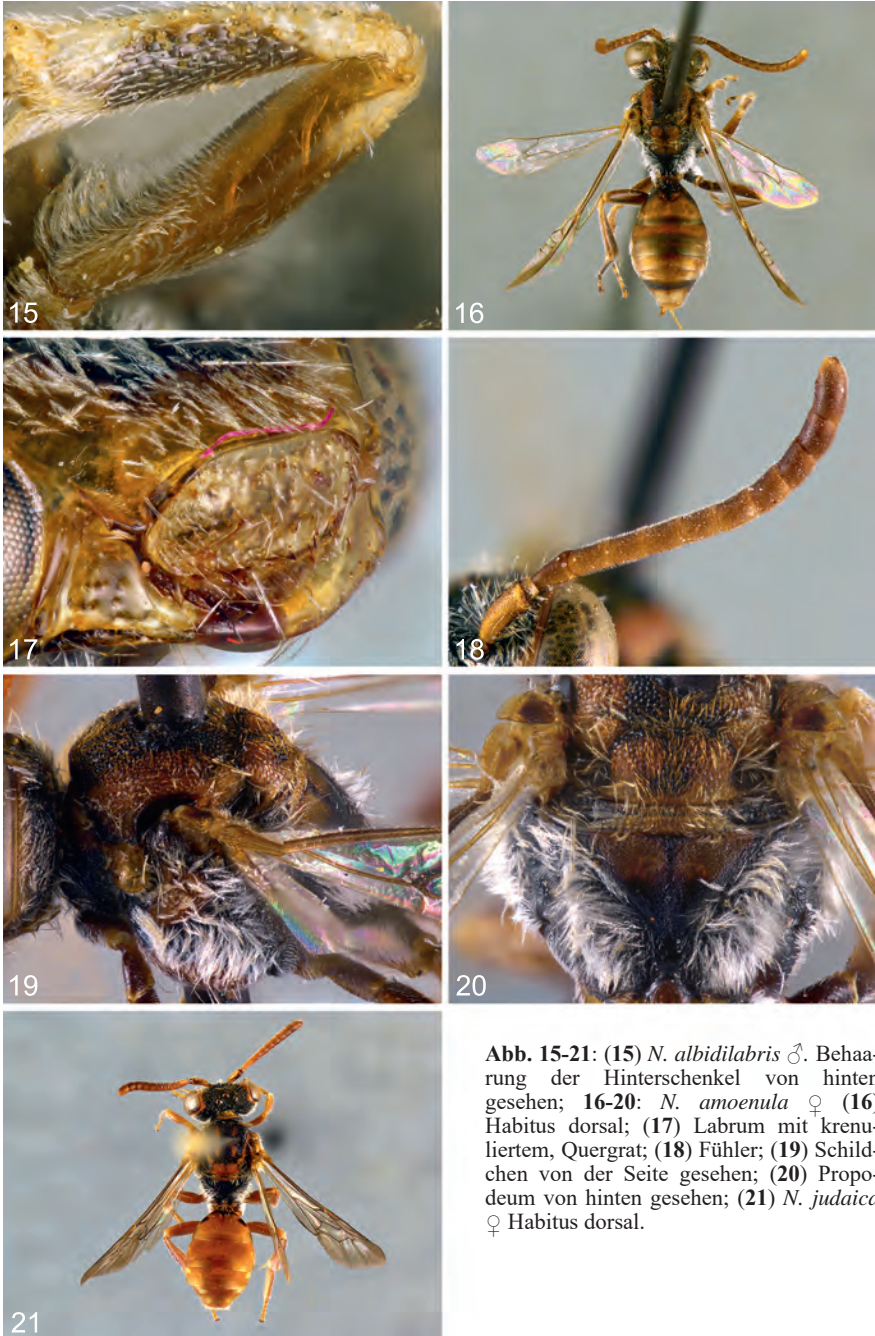 15
16
17
18
19
20
21
Abb. 15-21: (15) N. albidilabris ♂. Behaa-
rung der Hinterschenkel von hinten
gesehen; 16-20: N. amoenula ♀ (16)
Habitus dorsal; (17) Labrum mit krenu-
liertem, Quergrat; (18) Fühler; (19) Schild-
chen von der Seite gesehen; (20) Propo-
deum von hinten gesehen; (21) N. judaica
♀ Habitus dorsal.